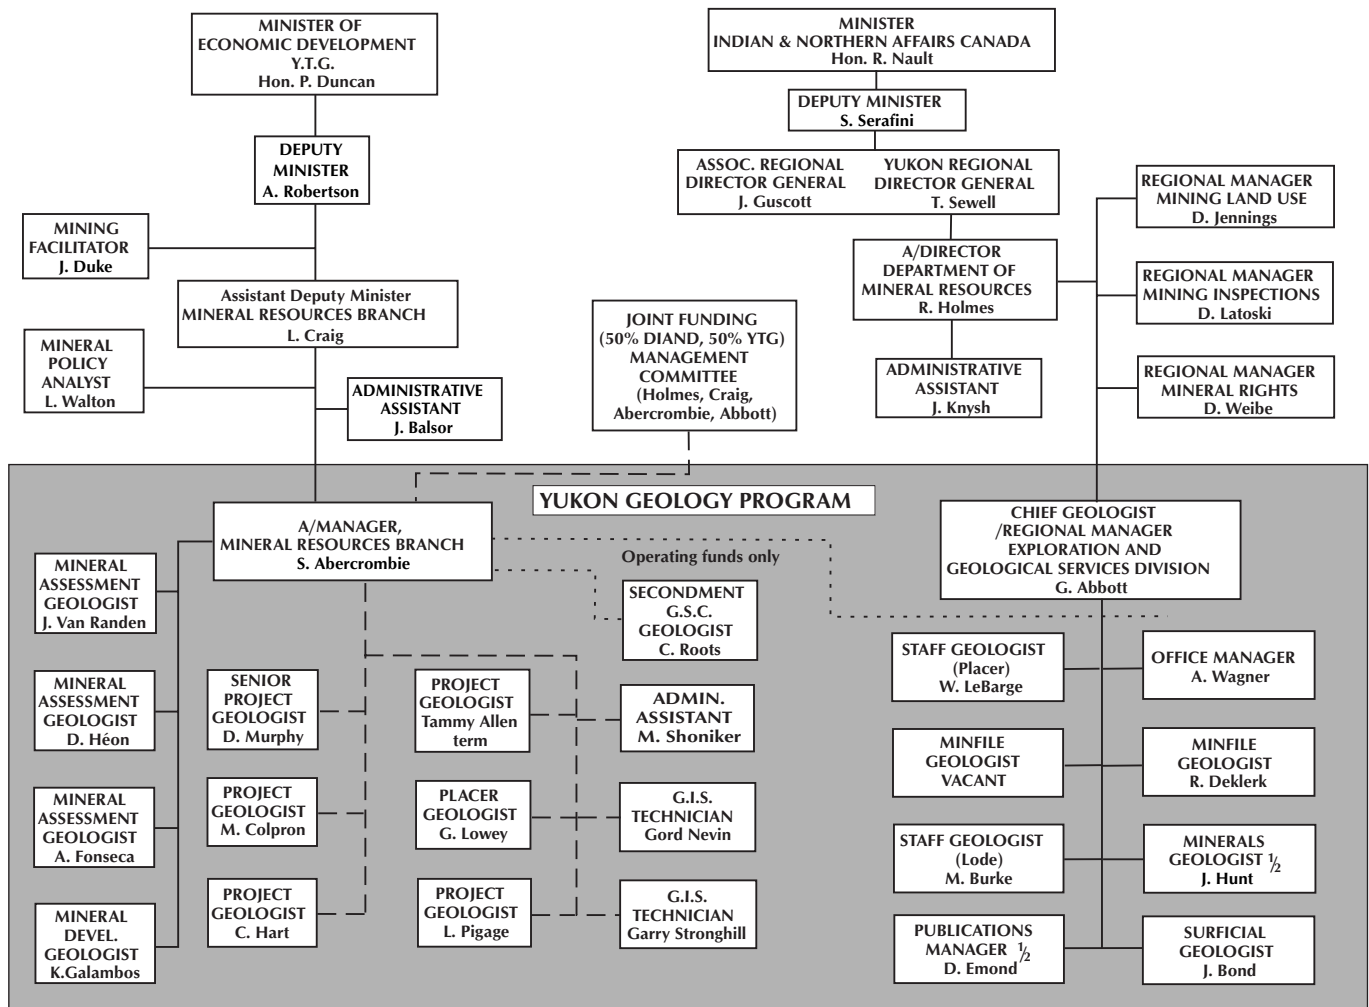 MINISTER OF
ECONOMIC DEVELOPMENT
Y.T.G.
Hon. P. Duncan
DEPUTY
MINISTER
A. Robertson
MINING
FACILITATOR
J. Duke
Assistant Deputy Minister
MINERAL RESOURCES BRANCH
L. Craig
MINERAL
POLICY
ANALYST
L. Walton
ADMINISTRATIVE
ASSISTANT
J. Balsor
JOINT FUNDING
(50% DIAND, 50% YTG)
MANAGEMENT
COMMITTEE
(Holmes, Craig,
Abercrombie, Abbott)
MINISTER
INDIAN & NORTHERN AFFAIRS CANADA
Hon. R. Nault
DEPUTY MINISTER
S. Serafini
ASSOC. REGIONAL
DIRECTOR GENERAL
J. Guscott
YUKON REGIONAL
DIRECTOR GENERAL
T. Sewell
A/DIRECTOR
DEPARTMENT OF
MINERAL RESOURCES
R. Holmes
ADMINISTRATIVE
ASSISTANT
J. Knysh
REGIONAL MANAGER
MINING LAND USE
D. Jennings
REGIONAL MANAGER
MINING INSPECTIONS
D. Latoski
REGIONAL MANAGER
MINERAL RIGHTS
D. Weibe
YUKON GEOLOGY PROGRAM
A/MANAGER,
MINERAL RESOURCES BRANCH
S. Abercrombie
Operating funds only
MINERAL
ASSESSMENT
GEOLOGIST
J. Van Randen
MINERAL
ASSESSMENT
GEOLOGIST
D. Héon
MINERAL
ASSESSMENT
GEOLOGIST
A. Fonseca
MINERAL
DEVEL.
GEOLOGIST
K.Galambos
SENIOR
PROJECT
GEOLOGIST
D. Murphy
PROJECT
GEOLOGIST
M. Colpron
PROJECT
GEOLOGIST
C. Hart
PROJECT
GEOLOGIST
Tammy Allen
term
PLACER
GEOLOGIST
G. Lowey
PROJECT
GEOLOGIST
L. Pigage
SECONDMENT
G.S.C.
GEOLOGIST
C. Roots
ADMIN.
ASSISTANT
M. Shoniker
G.I.S.
TECHNICIAN
Gord Nevin
G.I.S.
TECHNICIAN
Garry Stronghill
CHIEF GEOLOGIST
/REGIONAL MANAGER
EXPLORATION AND
GEOLOGICAL SERVICES DIVISION
G. Abbott
STAFF GEOLOGIST
(Placer)
W. LeBarge
OFFICE MANAGER
A. Wagner
MINFILE
GEOLOGIST
VACANT
MINFILE
GEOLOGIST
R. Deklerk
STAFF GEOLOGIST
(Lode)
M. Burke
MINERALS
GEOLOGIST 1/2
J. Hunt
PUBLICATIONS
MANAGER 1/2
D. Emond
SURFICIAL
GEOLOGIST
J. Bond